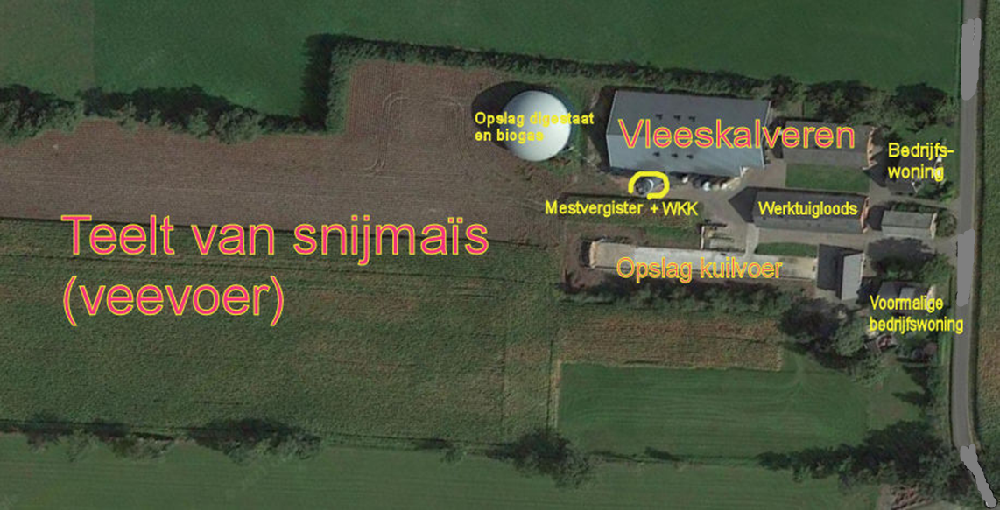 Opslag digestaat
en biogas
Vleeskalveren
Bedrijfs-
woning
Mestvergister + WKK
Werktuigloods
Teelt van snijmaïs
(veevoer)
Opslag kuilvoer
Voormalige
bedrijfswoning